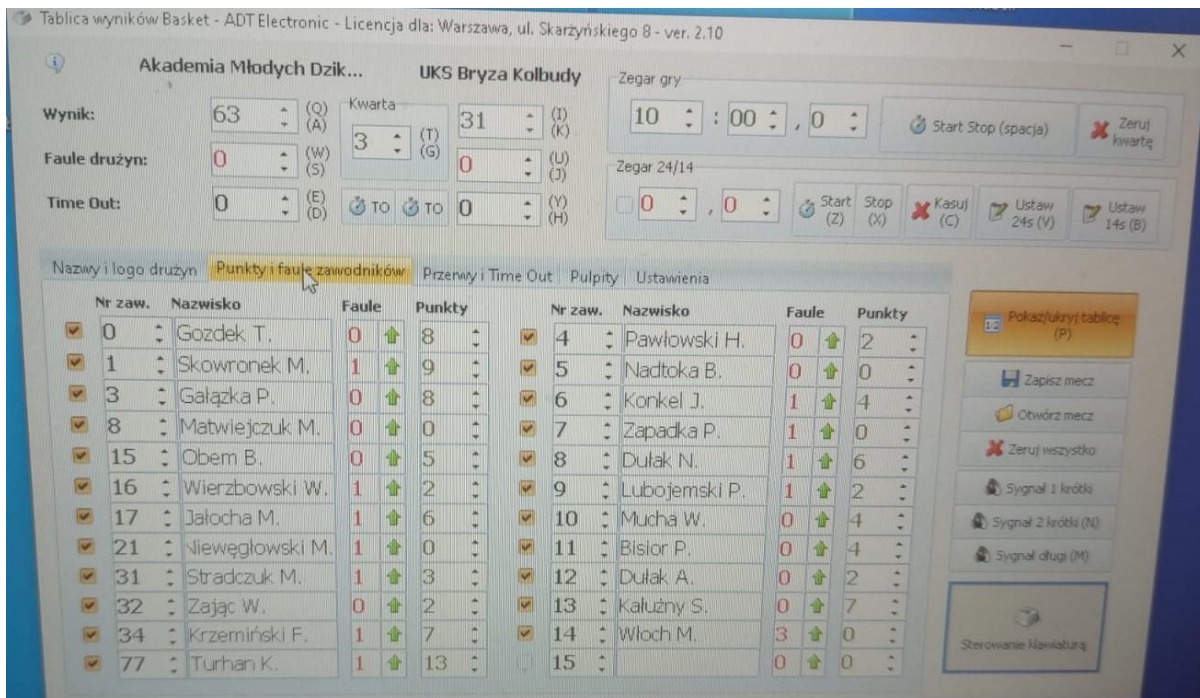 Tablica wyników Basket - ADT Electronic - Licencja dla: Warszawa, ul. Skarżyńskiego 8 - ver. 2.10
Akademia Młodych Dzik... UKS Bryza Kolbudy
Wynik: 63 (Q) (A) Kwarta 3 (T) (G) 31 (I) (K)
Faule drużyn: 0 (W) (S) 0 (U) (J)
Time Out: 0 (E) (D) TO TO 0 (Y) (H)
Zegar gry
10 : 00 , 0 Start Stop (spacja) Zeruj kwartę
Zegar 24/14
0 , 0 Start (Z) Stop (X) Kasuj (C) Ustaw 24s (V) Ustaw 14s (B)
Nazwy i logo drużyn Punkty i faule zawodników Przerwy i Time Out Pulpity Ustawienia
Nr zaw. Nazwisko Faule Punkty Nr zaw. Nazwisko Faule Punkty
0 Gozdek T. 0 8 4 Pawłowski H. 0 2
1 Skowronek M. 1 9 5 Nadtoka B. 0 0
3 Gałązka P. 0 8 6 Konkel J. 1 4
8 Matwiejczuk M. 0 0 7 Zapadka P. 1 0
15 Obem B. 0 5 8 Dułak N. 1 6
16 Wierzbowski W. 1 2 9 Lubojemski P. 1 2
17 Jałocha M. 1 6 10 Mucha W. 0 4
21 Niewęgłowski M. 1 0 11 Bisior P. 0 4
31 Stradczuk M. 1 3 12 Dułak A. 0 2
32 Zając W. 0 2 13 Kałużny S. 0 7
34 Krzemiński F. 1 7 14 Włoch M. 3 0
77 Turhan K. 1 13 15 0 0
Pokaż/ukryj tablicę (P)
Zapisz mecz
Otwórz mecz
Zeruj wszystko
Sygnał 1 krótki
Sygnał 2 krótki (N)
Sygnał długi (M)
Sterowanie klawiaturą